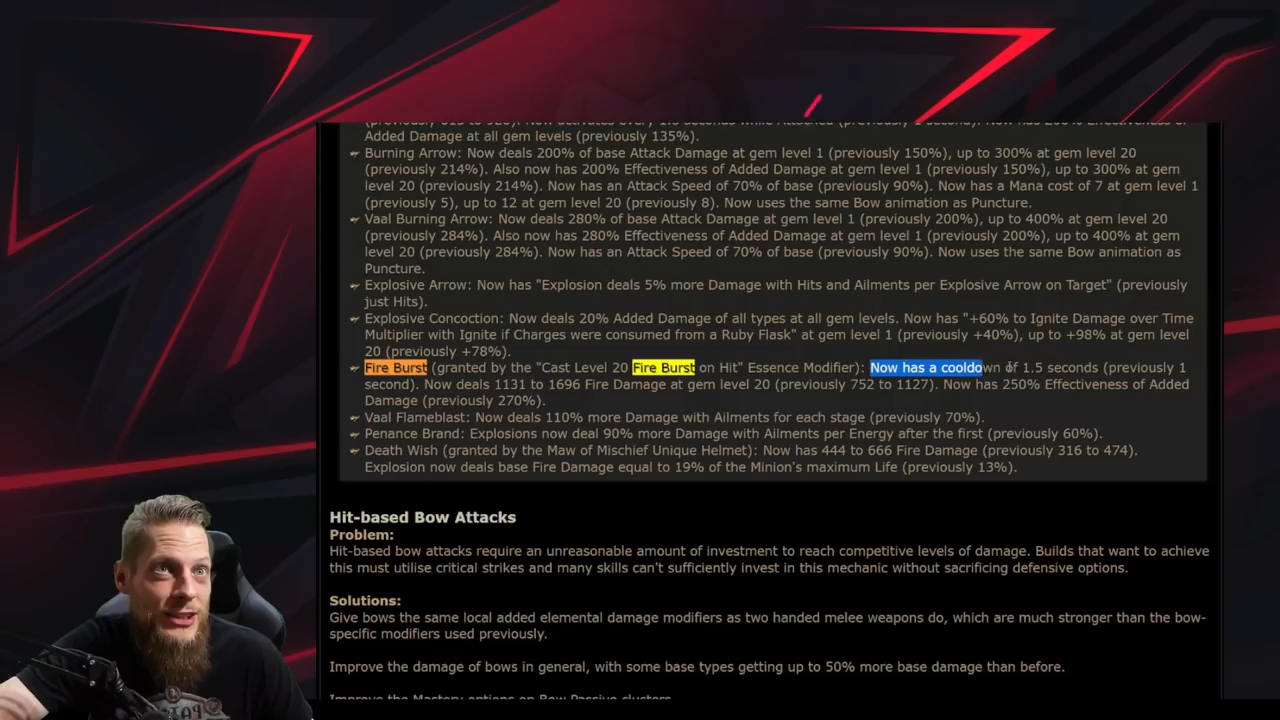 Added Damage at all gem levels (previously 135%).
Burning Arrow: Now deals 200% of base Attack Damage at gem level 1 (previously 150%), up to 300% at gem level 20
(previously 214%). Also now has 200% Effectiveness of Added Damage at gem level 1 (previously 150%), up to 300% at gem
level 20 (previously 214%). Now has an Attack Speed of 70% of base (previously 90%). Now has a Mana cost of 7 at gem level 1
(previously 5), up to 12 at gem level 20 (previously 8). Now uses the same Bow animation as Puncture.
Vaal Burning Arrow: Now deals 280% of base Attack Damage at gem level 1 (previously 200%), up to 400% at gem level 20
(previously 284%). Also now has 280% Effectiveness of Added Damage at gem level 1 (previously 200%), up to 400% at gem
level 20 (previously 284%). Now has an Attack Speed of 70% of base (previously 90%). Now uses the same Bow animation as
Puncture.
Explosive Arrow: Now has "Explosion deals 5% more Damage with Hits and Ailments per Explosive Arrow on Target" (previously
just Hits).
Explosive Concoction: Now deals 20% Added Damage of all types at all gem levels. Now has "+60% to Ignite Damage over Time
Multiplier with Ignite if Charges were consumed from a Ruby Flask" at gem level 1 (previously +40%), up to +98% at gem level
20 (previously +78%).
Fire Burst (granted by the "Cast Level 20 Fire Burst on Hit" Essence Modifier): Now has a cooldown of 1.5 seconds (previously 1
second). Now deals 1131 to 1696 Fire Damage at gem level 20 (previously 752 to 1127). Now has 250% Effectiveness of Added
Damage (previously 270%).
Vaal Flameblast: Now deals 110% more Damage with Ailments for each stage (previously 70%).
Penance Brand: Explosions now deal 90% more Damage with Ailments per Energy after the first (previously 60%).
Death Wish (granted by the Maw of Mischief Unique Helmet): Now has 444 to 666 Fire Damage (previously 316 to 474).
Explosion now deals base Fire Damage equal to 19% of the Minion's maximum Life (previously 13%).
Hit-based Bow Attacks
Problem:
Hit-based bow attacks require an unreasonable amount of investment to reach competitive levels of damage. Builds that want to achieve
this must utilise critical strikes and many skills can't sufficiently invest in this mechanic without sacrificing defensive options.
Solutions:
Give bows the same local added elemental damage modifiers as two handed melee weapons do, which are much stronger than the bow-
specific modifiers used previously.
Improve the damage of bows in general, with some base types getting up to 50% more base damage than before.
Improve the Mastery options on Bow Passive clusters